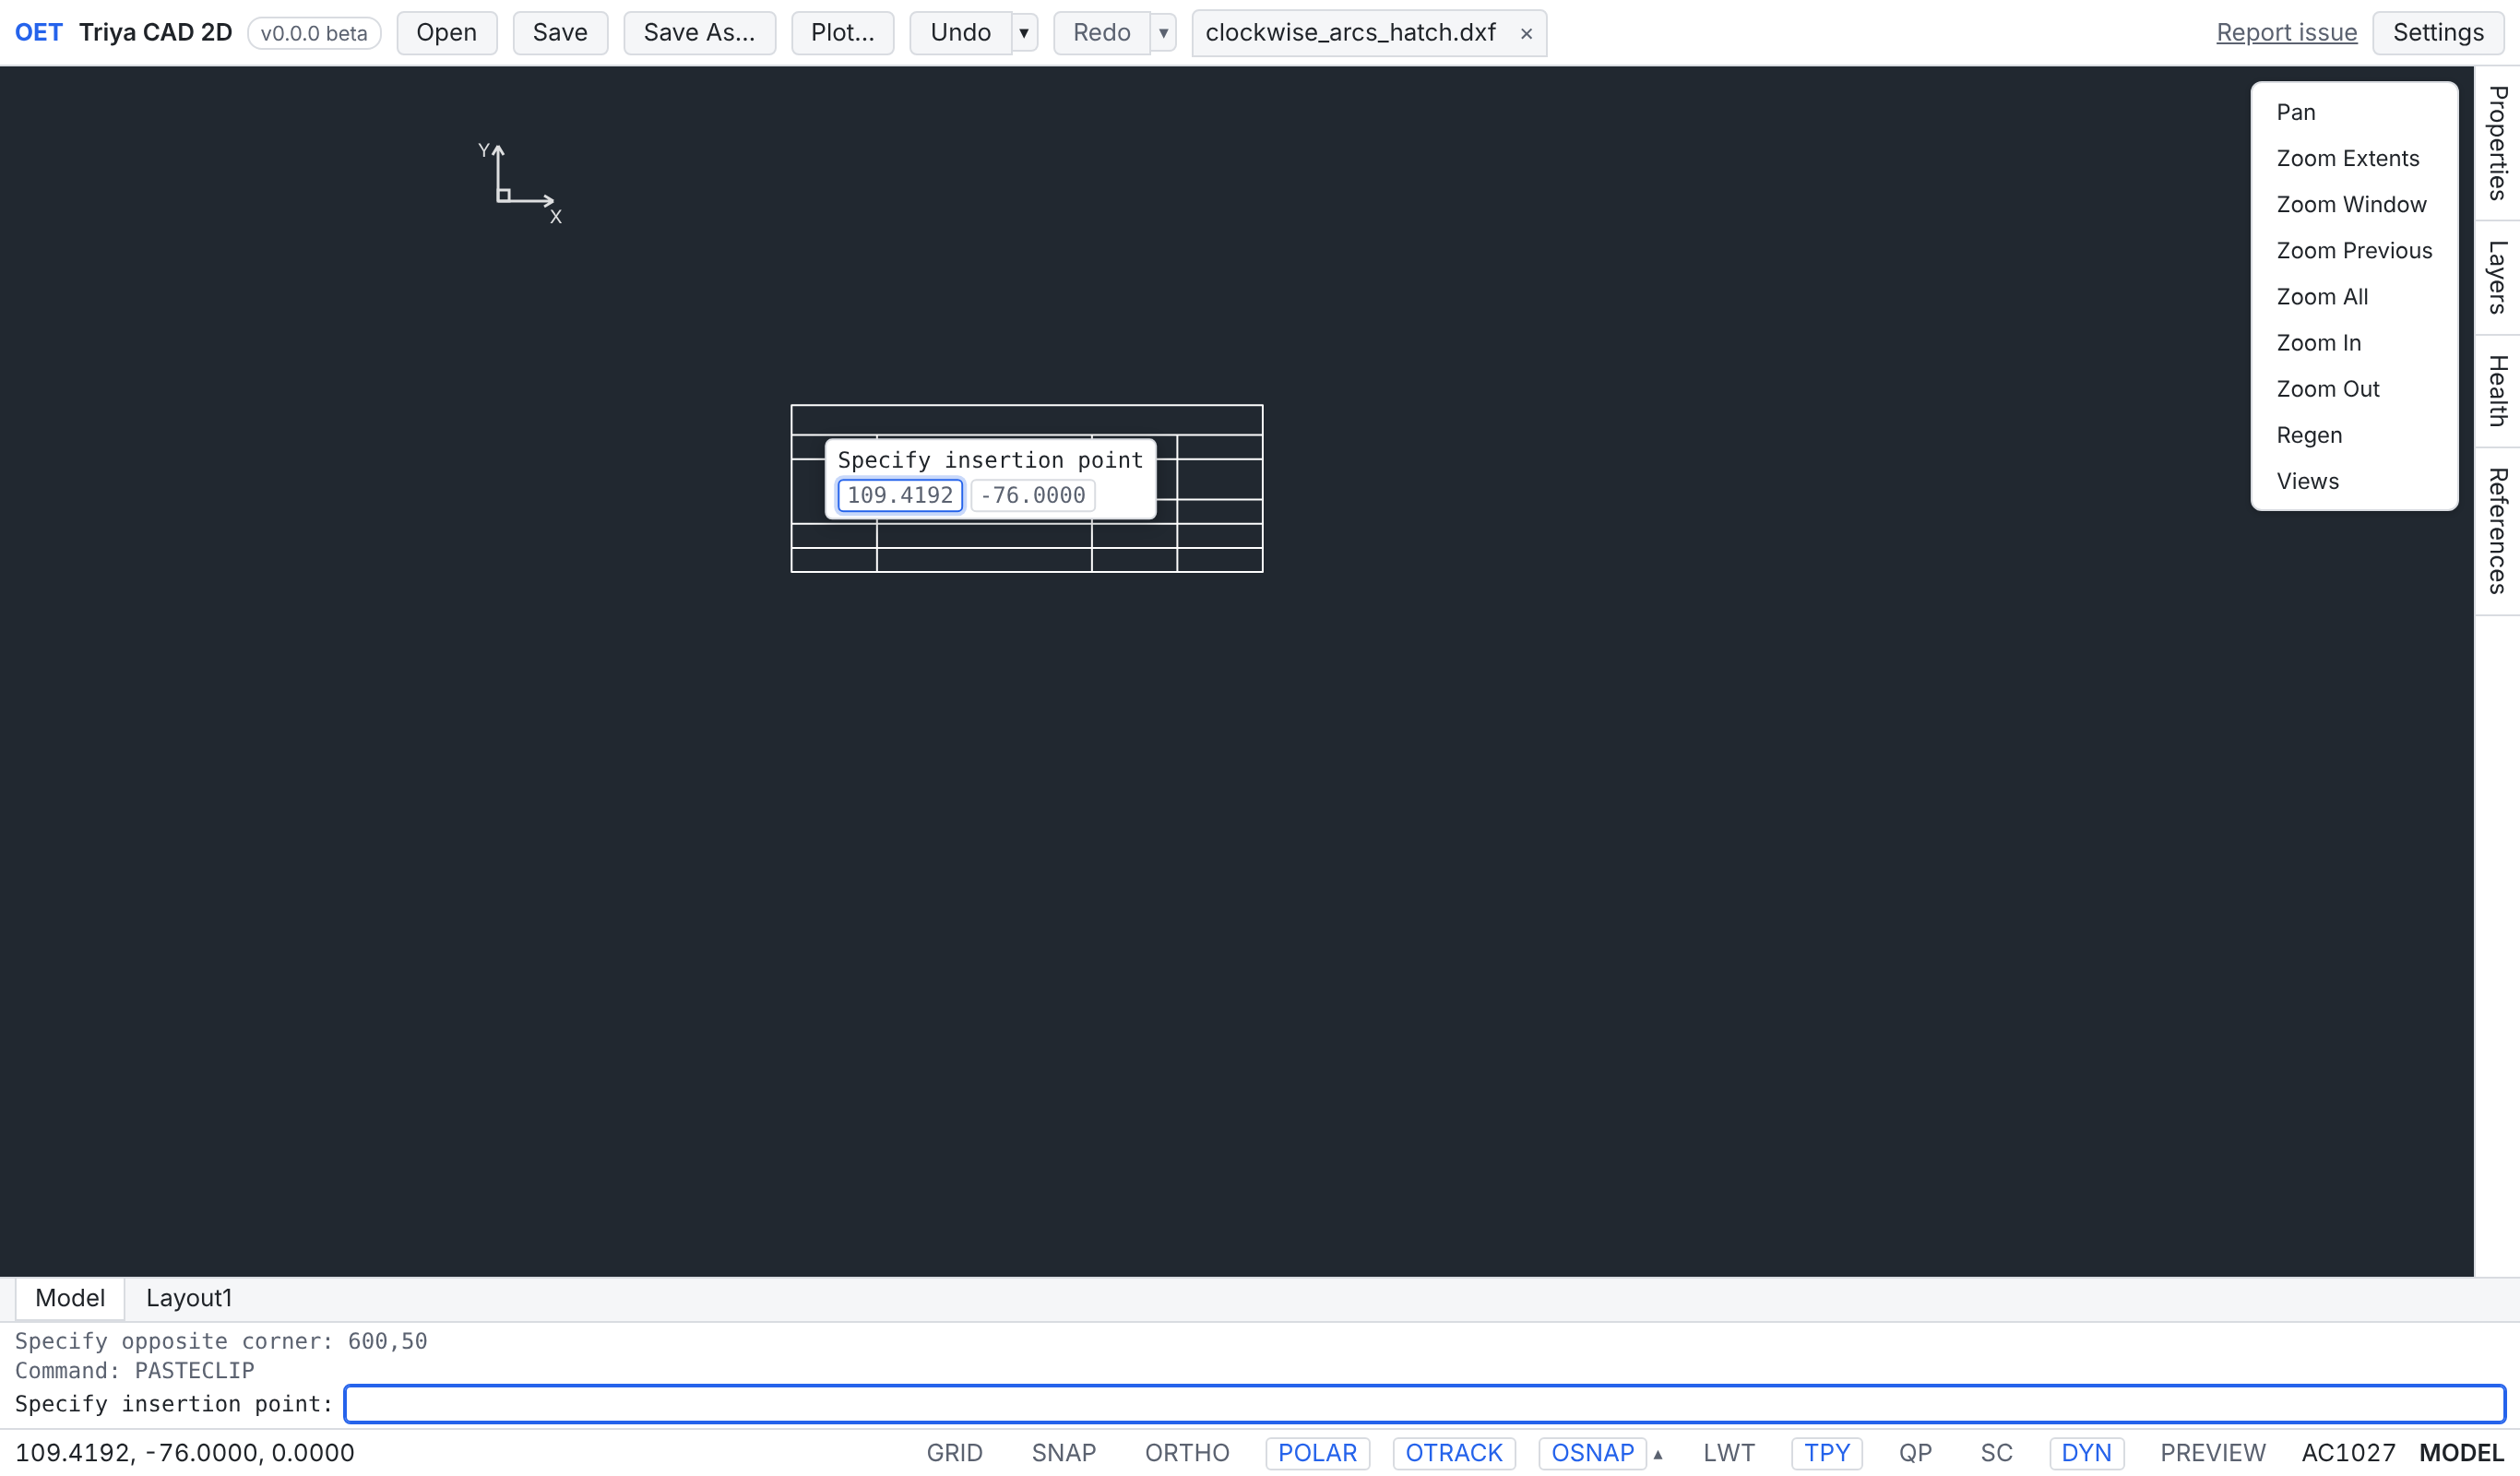 OET Triya CAD 2D v0.0.0 beta Open Save Save As... Plot... Undo ▾ Redo ▾ clockwise_arcs_hatch.dxf × Report issue Settings
Y
X
Pan
Zoom Extents
Zoom Window
Zoom Previous
Zoom All
Zoom In
Zoom Out
Regen
Views
Properties
Layers
Health
References
Specify insertion point
109.4192 -76.0000
Model Layout1
Specify opposite corner: 600,50
Command: PASTECLIP
Specify insertion point:
109.4192, -76.0000, 0.0000 GRID SNAP ORTHO POLAR OTRACK OSNAP ▴ LWT TPY QP SC DYN PREVIEW AC1027 MODEL